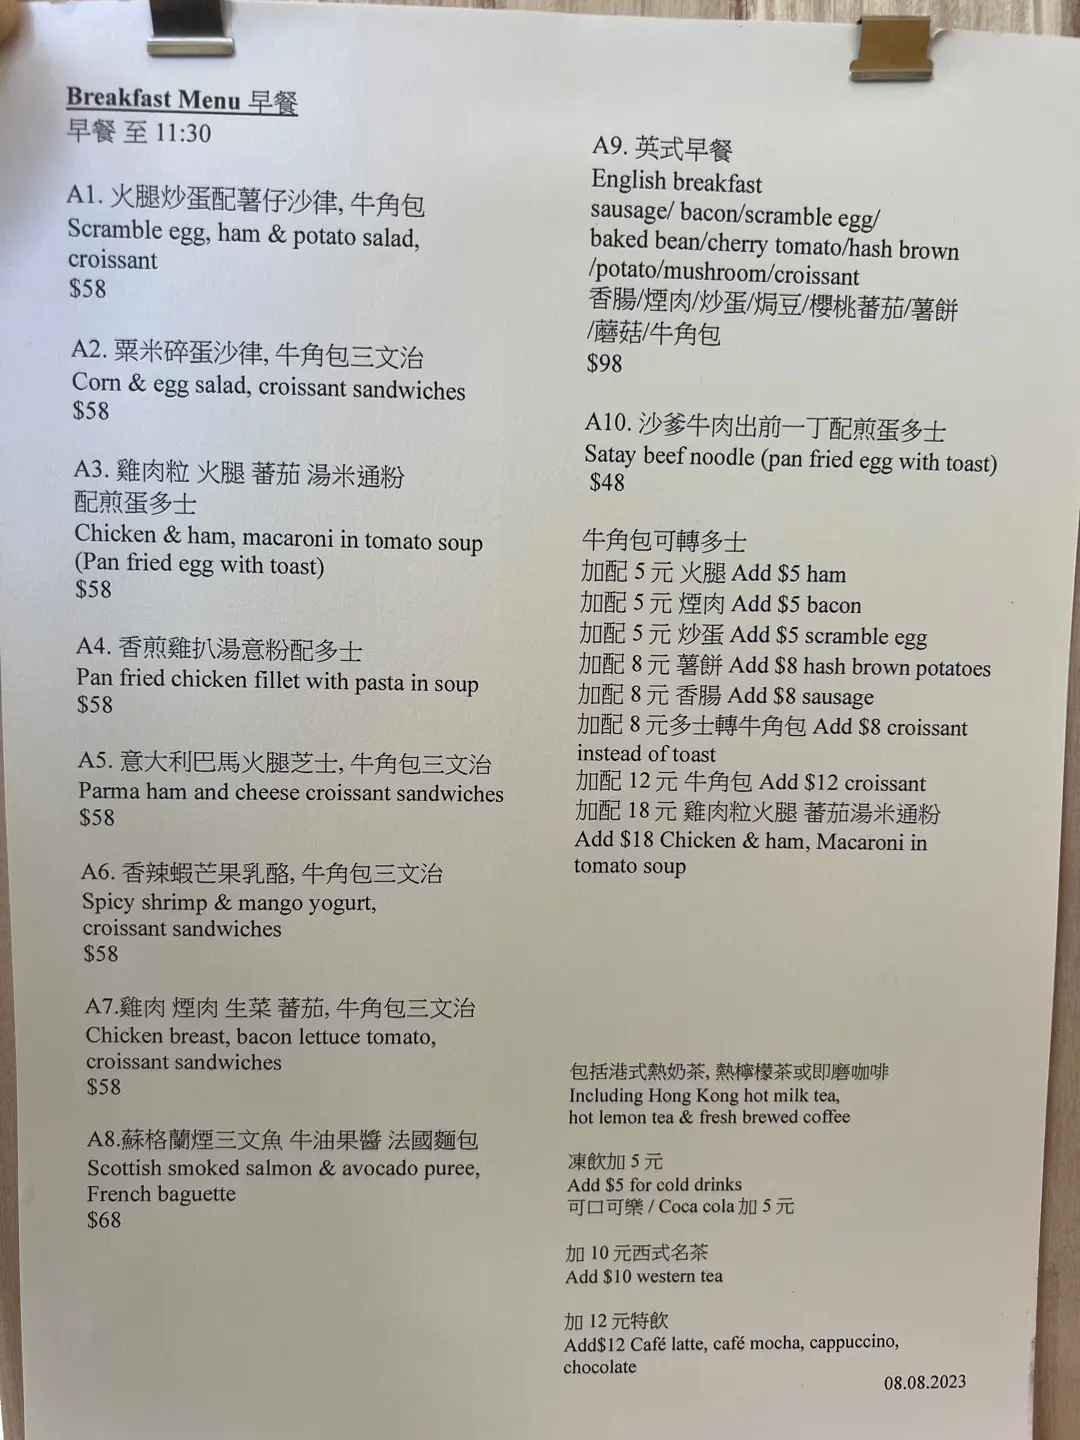 Breakfast Menu 早餐
早餐 至 11:30
A1. 火腿炒蛋配薯仔沙律, 牛角包
Scramble egg, ham & potato salad,
croissant
$58
A2. 粟米碎蛋沙律, 牛角包三文治
Corn & egg salad, croissant sandwiches
$58
A3. 雞肉粒 火腿 蕃茄 湯米通粉
配煎蛋多士
Chicken & ham, macaroni in tomato soup
(Pan fried egg with toast)
$58
A4. 香煎雞扒湯意粉配多士
Pan fried chicken fillet with pasta in soup
$58
A5. 意大利巴馬火腿芝士, 牛角包三文治
Parma ham and cheese croissant sandwiches
$58
A6. 香辣蝦芒果乳酪, 牛角包三文治
Spicy shrimp & mango yogurt,
croissant sandwiches
$58
A7.雞肉 煙肉 生菜 蕃茄, 牛角包三文治
Chicken breast, bacon lettuce tomato,
croissant sandwiches
$58
A8.蘇格蘭煙三文魚 牛油果醬 法國麵包
Scottish smoked salmon & avocado puree,
French baguette
$68
A9. 英式早餐
English breakfast
sausage/ bacon/scramble egg/
baked bean/cherry tomato/hash brown
/potato/mushroom/croissant
香腸/煙肉/炒蛋/焗豆/櫻桃蕃茄/薯餅
/蘑菇/牛角包
$98
A10. 沙爹牛肉出前一丁配煎蛋多士
Satay beef noodle (pan fried egg with toast)
$48
牛角包可轉多士
加配 5 元 火腿 Add $5 ham
加配 5 元 煙肉 Add $5 bacon
加配 5 元 炒蛋 Add $5 scramble egg
加配 8 元 薯餅 Add $8 hash brown potatoes
加配 8 元 香腸 Add $8 sausage
加配 8 元多士轉牛角包 Add $8 croissant
instead of toast
加配 12 元 牛角包 Add $12 croissant
加配 18 元 雞肉粒火腿 蕃茄湯米通粉
Add $18 Chicken & ham, Macaroni in
tomato soup
包括港式熱奶茶, 熱檸檬茶或即磨咖啡
Including Hong Kong hot milk tea,
hot lemon tea & fresh brewed coffee
凍飲加 5 元
Add $5 for cold drinks
可口可樂 / Coca cola 加 5 元
加 10 元西式名茶
Add $10 western tea
加 12 元特飲
Add$12 Café latte, café mocha, cappuccino,
chocolate
08.08.2023